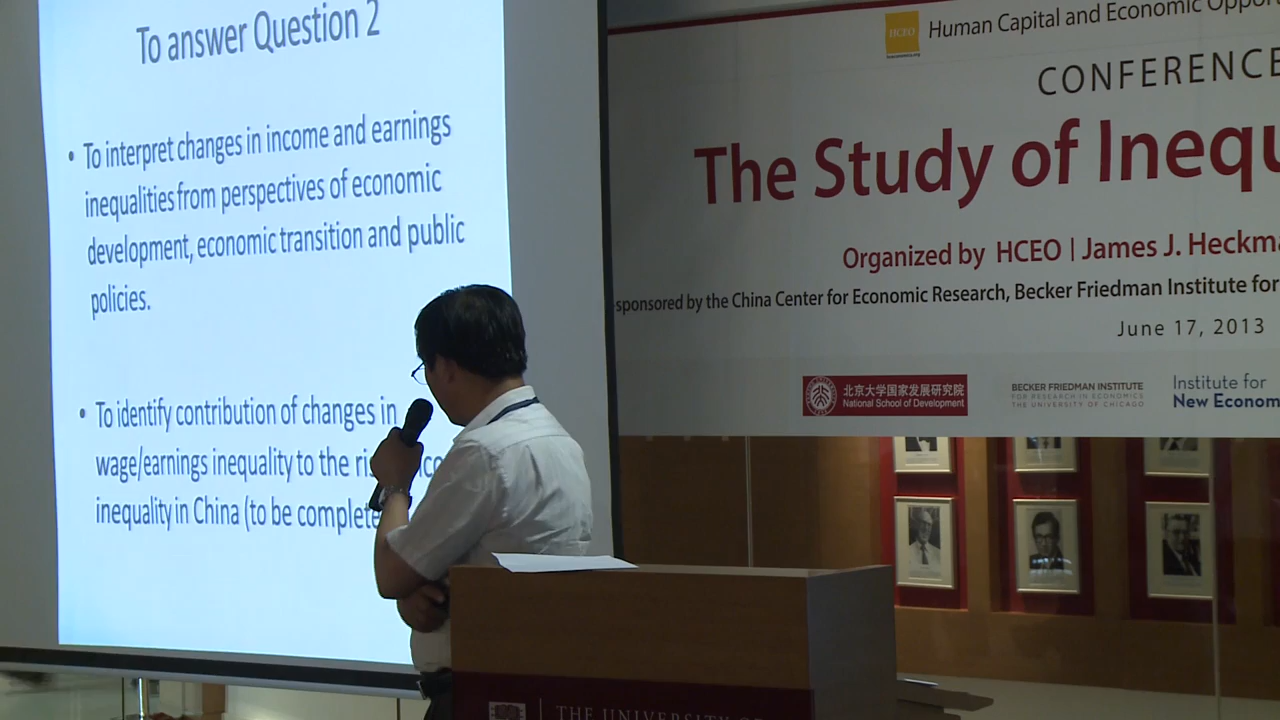 To answer Question 2
• To interpret changes in income and earnings
inequalities from perspectives of economic
development, economic transition and public
policies.
• To identify contribution of changes in
wage/earnings inequality to the
inequality in China (to be complete
HCEO
Human Capital and Economic
CONFERENCE
The Study of
Organized by HCEO | James J.
sponsored by the China Center for Economic Research, Becker Friedman Institute for
June 17, 2013
北京大学国家发展研究院
National School of Development
BECKER FRIEDMAN INSTITUTE
FOR RESEARCH IN ECONOMICS
THE UNIVERSITY OF CHICAGO
Institute for
New
THE UNIVERSITY OF